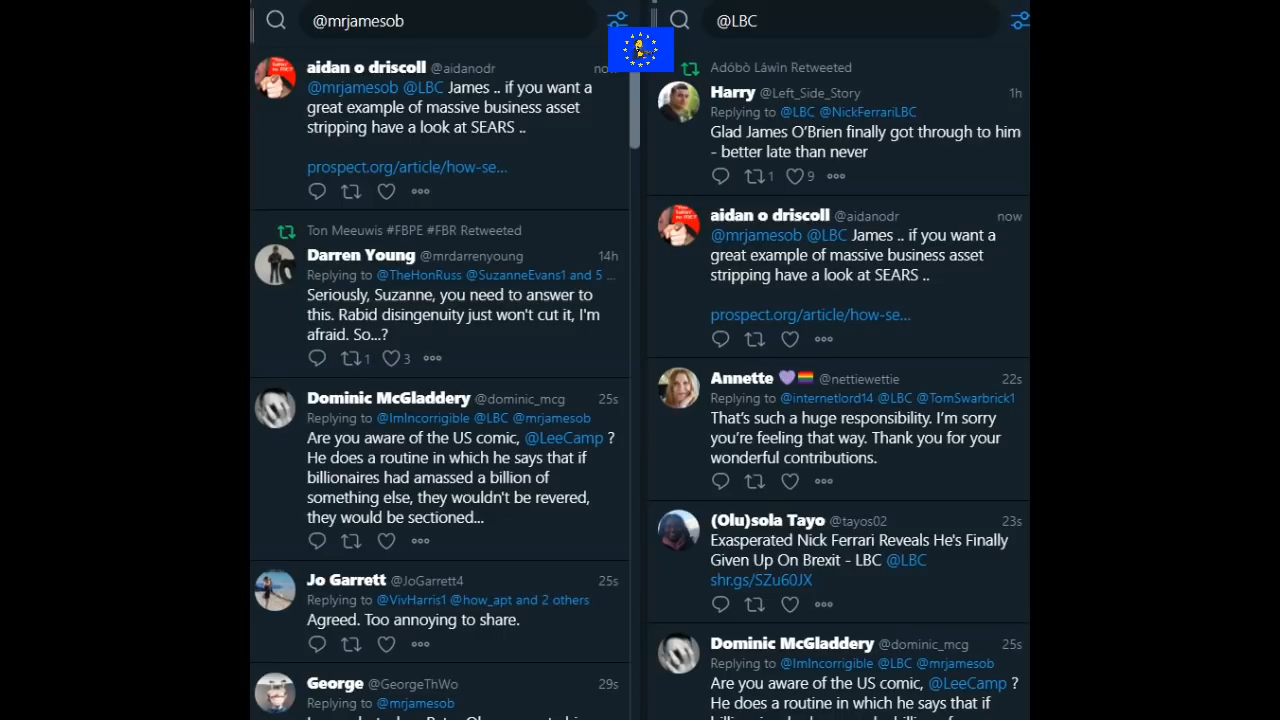 @mrjamesob
aidan o driscoll @aidanodr now
@mrjamesob @LBC James .. if you want a
great example of massive business asset
stripping have a look at SEARS ..
prospect.org/article/how-se...
Ton Meeuwis #FBPE #FBR Retweeted
Darren Young @mrdarrenyoung 14h
Replying to @TheHonRuss @SuzanneEvans1 and 5 ...
Seriously, Suzanne, you need to answer to
this. Rabid disingenuity just won't cut it, I'm
afraid. So...?
1 3
Dominic McGladdery @dominic_mcg 25s
Replying to @ImIncorrigible @LBC @mrjamesob
Are you aware of the US comic, @LeeCamp ?
He does a routine in which he says that if
billionaires had amassed a billion of
something else, they wouldn't be revered,
they would be sectioned...
Jo Garrett @JoGarrett4 25s
Replying to @VivHarris1 @how_apt and 2 others
Agreed. Too annoying to share.
George @GeorgeThWo 29s
Replying to @mrjamesob
@LBC
Adóbò Láwin Retweeted
Harry @Left_Side_Story 1h
Replying to @LBC @NickFerrariLBC
Glad James O'Brien finally got through to him
- better late than never
1 9
aidan o driscoll @aidanodr now
@mrjamesob @LBC James .. if you want a
great example of massive business asset
stripping have a look at SEARS ..
prospect.org/article/how-se...
Annette 💜🏳️‍🌈 @nettiewettie 22s
Replying to @internetlord14 @LBC @TomSwarbrick1
That's such a huge responsibility. I'm sorry
you're feeling that way. Thank you for your
wonderful contributions.
(Olu)sola Tayo @tayos02 23s
Exasperated Nick Ferrari Reveals He's Finally
Given Up On Brexit - LBC @LBC
shr.gs/SZu60JX
Dominic McGladdery @dominic_mcg 25s
Replying to @ImIncorrigible @LBC @mrjamesob
Are you aware of the US comic, @LeeCamp ?
He does a routine in which he says that if